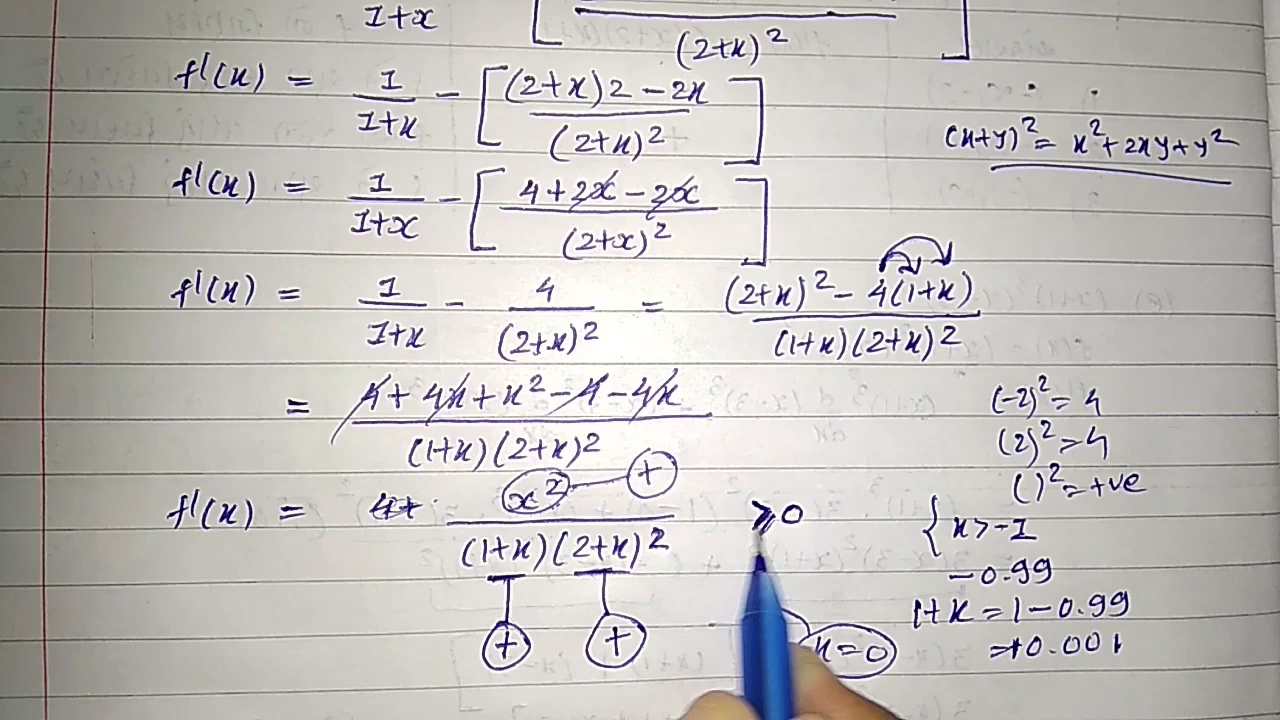 1/(1+x) [ /(2+x)²]
f'(x) = 1/(1+x) - [((2+x)2 - 2x)/(2+x)²]
(x+y)² = x²+2xy+y²
f'(x) = 1/(1+x) - [(4+2x-2x)/(2+x)²]
f'(x) = 1/(1+x) - 4/(2+x)² = ((2+x)² - 4(1+x))/((1+x)(2+x)²)
= (4+4x+x²-4-4x)/((1+x)(2+x)²)
(-2)² = 4
(2)² = 4
()² = +ve
f'(x) = x²/((1+x)(2+x)²) ≥0
+
+ +
x=0
{ x>-1
-0.99
1+x = 1-0.99
=+0.001